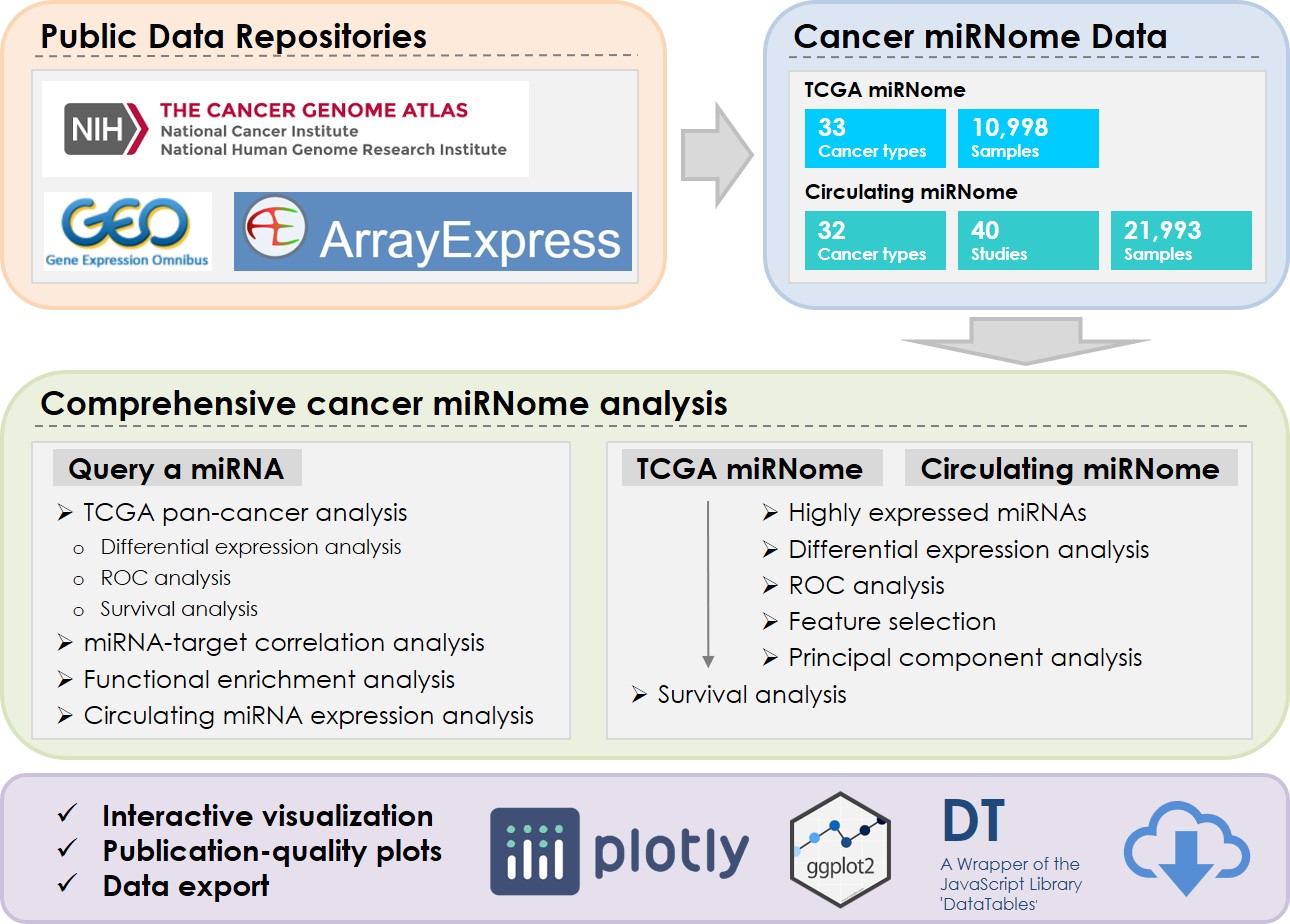 Public Data Repositories
NIH
THE CANCER GENOME ATLAS
National Cancer Institute
National Human Genome Research Institute
GEO
Gene Expression Omnibus
AE
ArrayExpress
Cancer miRNome Data
TCGA miRNome
33
Cancer types
10,998
Samples
Circulating miRNome
32
Cancer types
40
Studies
21,993
Samples
Comprehensive cancer miRNome analysis
Query a miRNA
TCGA pan-cancer analysis
Differential expression analysis
ROC analysis
Survival analysis
miRNA-target correlation analysis
Functional enrichment analysis
Circulating miRNA expression analysis
TCGA miRNome
Circulating miRNome
Highly expressed miRNAs
Differential expression analysis
ROC analysis
Feature selection
Principal component analysis
Survival analysis
Interactive visualization
Publication-quality plots
Data export
plotly
ggplot2
DT
A Wrapper of the
JavaScript Library
'DataTables'